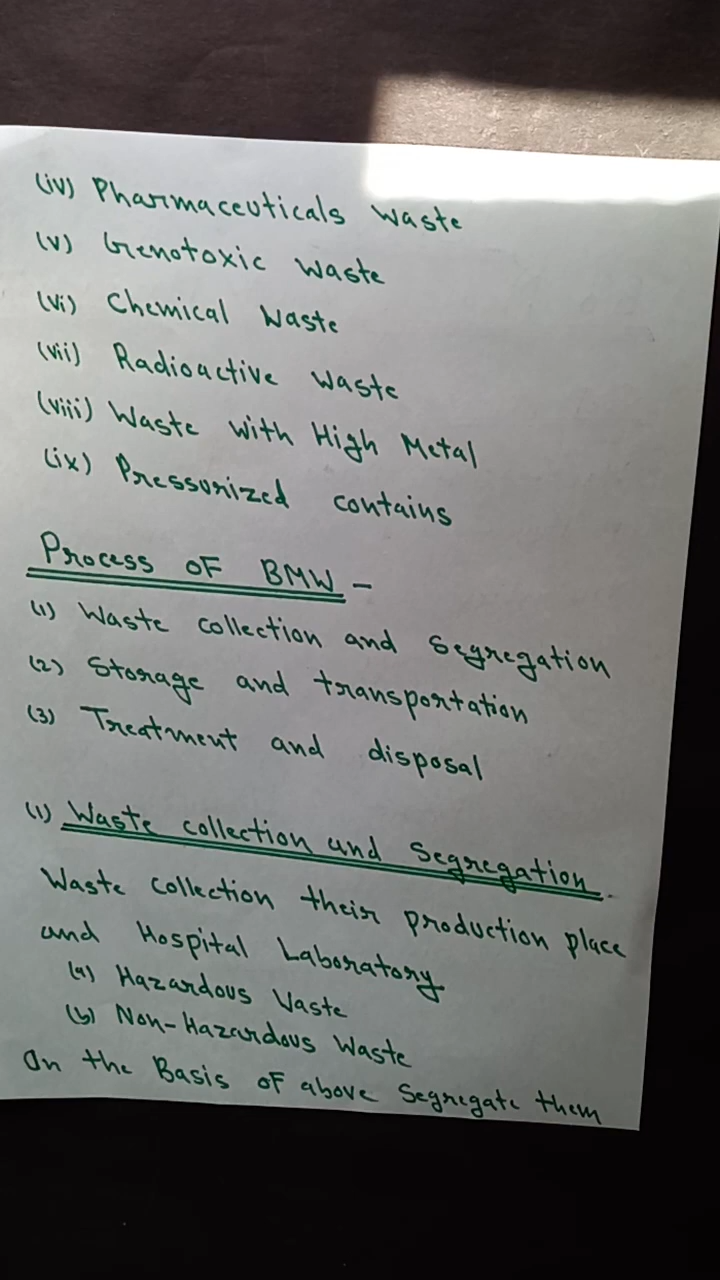 (iv) Pharmaceuticals Waste
(v) Genotoxic Waste
(vi) Chemical Waste
(vii) Radioactive Waste
(viii) Waste with High Metal
(ix) Pressurized contains
Process of BMW -
(1) Waste collection and Segregation
(2) Storage and transportation
(3) Treatment and disposal
(1) Waste collection and Segregation
Waste collection their production place
and Hospital Laboratory
(a) Hazardous Waste
(b) Non-Hazardous Waste
On the Basis of above Segregate them